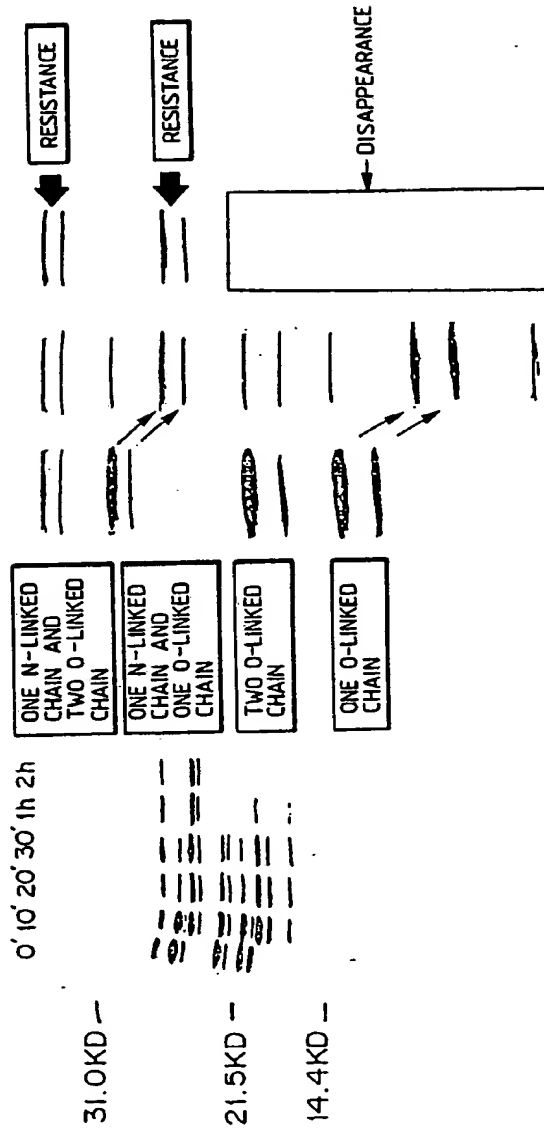 0' 10' 20' 30' 1h 2h
31.0KD
21.5KD
14.4KD
ONE N-LINKED
CHAIN AND
TWO O-LINKED
CHAIN
ONE N-LINKED
CHAIN AND
ONE O-LINKED
CHAIN
TWO O-LINKED
CHAIN
ONE O-LINKED
CHAIN
RESISTANCE
RESISTANCE
DISAPPEARANCE